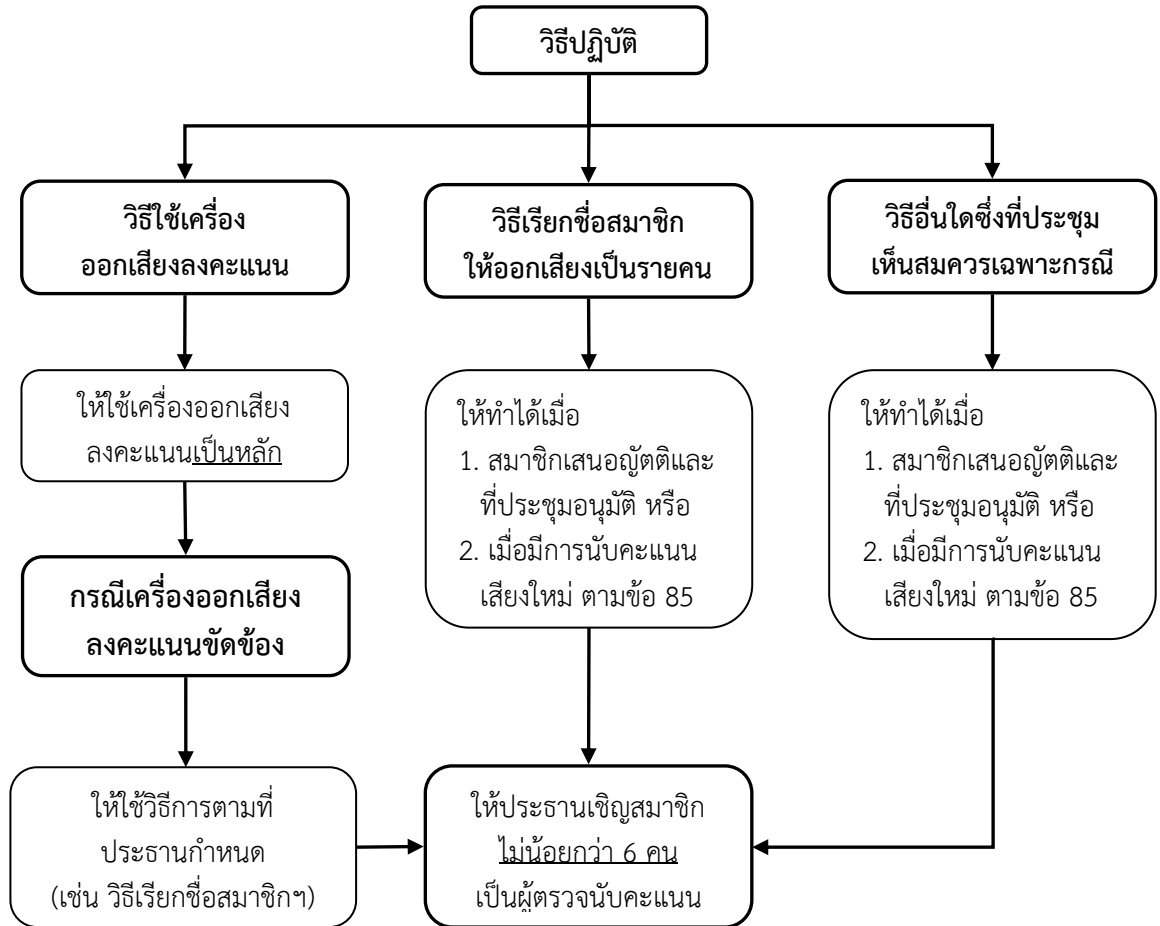 วิธีปฏิบัติ
วิธีใช้เครื่อง
ออกเสียงลงคะแนน
วิธีเรียกชื่อสมาชิก
ให้ออกเสียงเป็นรายคน
วิธีอื่นใดซึ่งที่ประชุม
เห็นสมควรเฉพาะกรณี
ให้ใช้เครื่องออกเสียง
ลงคะแนนเป็นหลัก
ให้ทำได้เมื่อ
1. สมาชิกเสนอญัตติและ
ที่ประชุมอนุมัติ หรือ
2. เมื่อมีการนับคะแนน
เสียงใหม่ ตามข้อ 85
ให้ทำได้เมื่อ
1. สมาชิกเสนอญัตติและ
ที่ประชุมอนุมัติ หรือ
2. เมื่อมีการนับคะแนน
เสียงใหม่ ตามข้อ 85
กรณีเครื่องออกเสียง
ลงคะแนนขัดข้อง
ให้ใช้วิธีการตามที่
ประธานกำหนด
(เช่น วิธีเรียกชื่อสมาชิกฯ)
ให้ประธานเชิญสมาชิก
ไม่น้อยกว่า 6 คน
เป็นผู้ตรวจนับคะแนน